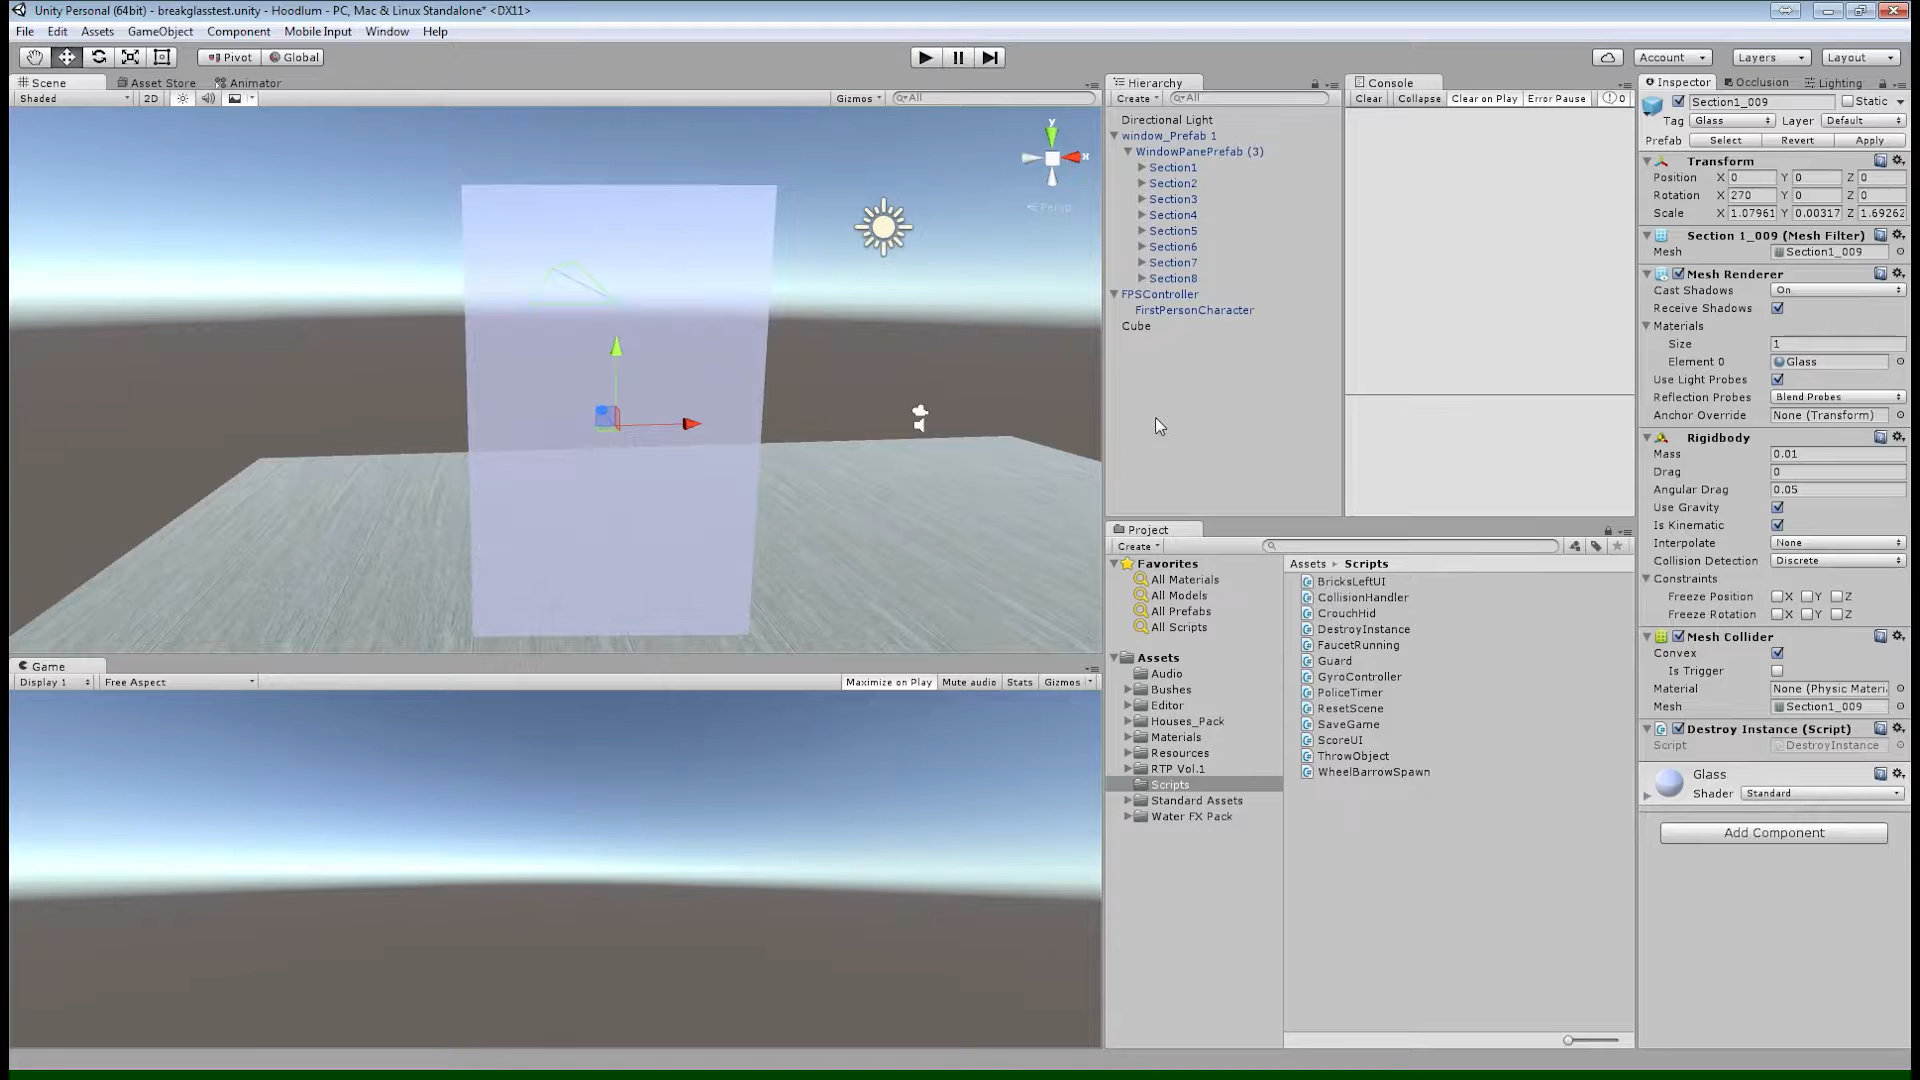 Unity Personal (64bit) - breakglasstest.unity - Hoodlum - PC, Mac & Linux Standalone* <DX11>
File Edit Assets GameObject Component Mobile Input Window Help
Pivot Global Account Layers Layout
Scene Asset Store Animator
Shaded 2D Gizmos All
y
x
Persp
Hierarchy
Create All
Directional Light
window_Prefab 1
WindowPanePrefab (3)
Section1
Section2
Section3
Section4
Section5
Section6
Section7
Section8
FPSController
FirstPersonCharacter
Cube
Console
Clear Collapse Clear on Play Error Pause 0
Game
Display 1 Free Aspect Maximize on Play Mute audio Stats Gizmos
Project
Create
Favorites
All Materials
All Models
All Prefabs
All Scripts
Assets
Audio
Bushes
Editor
Houses_Pack
Materials
Resources
RTP Vol.1
Scripts
Standard Assets
Water FX Pack
Assets Scripts
BricksLeftUI
CollisionHandler
CrouchHid
DestroyInstance
FaucetRunning
Guard
GyroController
PoliceTimer
ResetScene
SaveGame
ScoreUI
ThrowObject
WheelBarrowSpawn
Inspector Occlusion Lighting
Section1_009 Static
Tag Glass Layer Default
Prefab Select Revert Apply
Transform
Position X 0 Y 0 Z 0
Rotation X 270 Y 0 Z 0
Scale X 1.07961 Y 0.00317 Z 1.69262
Section 1_009 (Mesh Filter)
Mesh Section1_009
Mesh Renderer
Cast Shadows On
Receive Shadows
Materials
Size 1
Element 0 Glass
Use Light Probes
Reflection Probes Blend Probes
Anchor Override None (Transform)
Rigidbody
Mass 0.01
Drag 0
Angular Drag 0.05
Use Gravity
Is Kinematic
Interpolate None
Collision Detection Discrete
Constraints
Freeze Position X Y Z
Freeze Rotation X Y Z
Mesh Collider
Convex
Is Trigger
Material None (Physic Materi
Mesh Section1_009
Destroy Instance (Script)
Script DestroyInstance
Glass
Shader Standard
Add Component